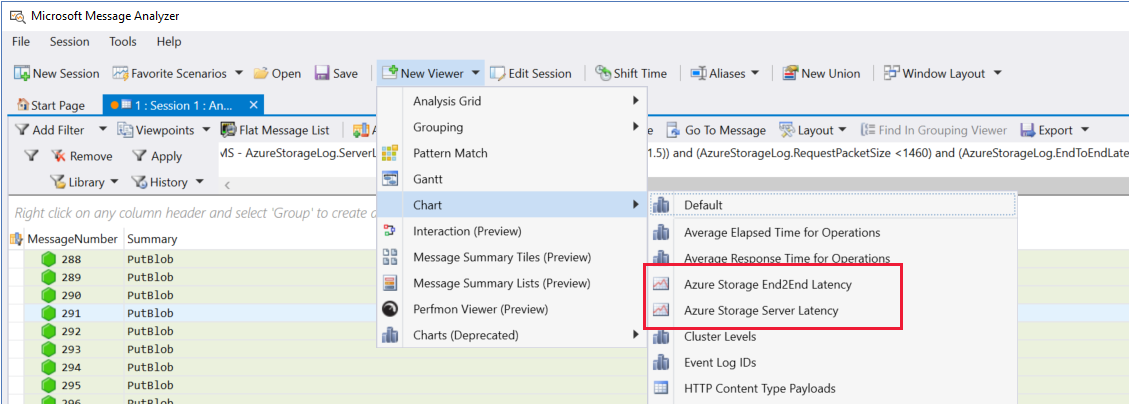 Microsoft Message Analyzer
File Session Tools Help
New Session Favorite Scenarios Open Save New Viewer Edit Session Shift Time Aliases New Union Window Layout
Start Page 1 : Session 1 : An...
Add Filter Viewpoints Flat Message List A e Go To Message Layout Find In Grouping Viewer Export
Remove Apply MS - AzureStorageLog.ServerL 1.5)) and (AzureStorageLog.RequestPacketSize <1460) and (AzureStorageLog.EndToEndLate
Library History
Right click on any column header and select 'Group' to create a
MessageNumber Summary
288 PutBlob
289 PutBlob
290 PutBlob
291 PutBlob
292 PutBlob
293 PutBlob
294 PutBlob
295 PutBlob
296 PutBlob
Analysis Grid
Grouping
Pattern Match
Gantt
Chart
Interaction (Preview)
Message Summary Tiles (Preview)
Message Summary Lists (Preview)
Perfmon Viewer (Preview)
Charts (Deprecated)
Default
Average Elapsed Time for Operations
Average Response Time for Operations
Azure Storage End2End Latency
Azure Storage Server Latency
Cluster Levels
Event Log IDs
HTTP Content Type Payloads